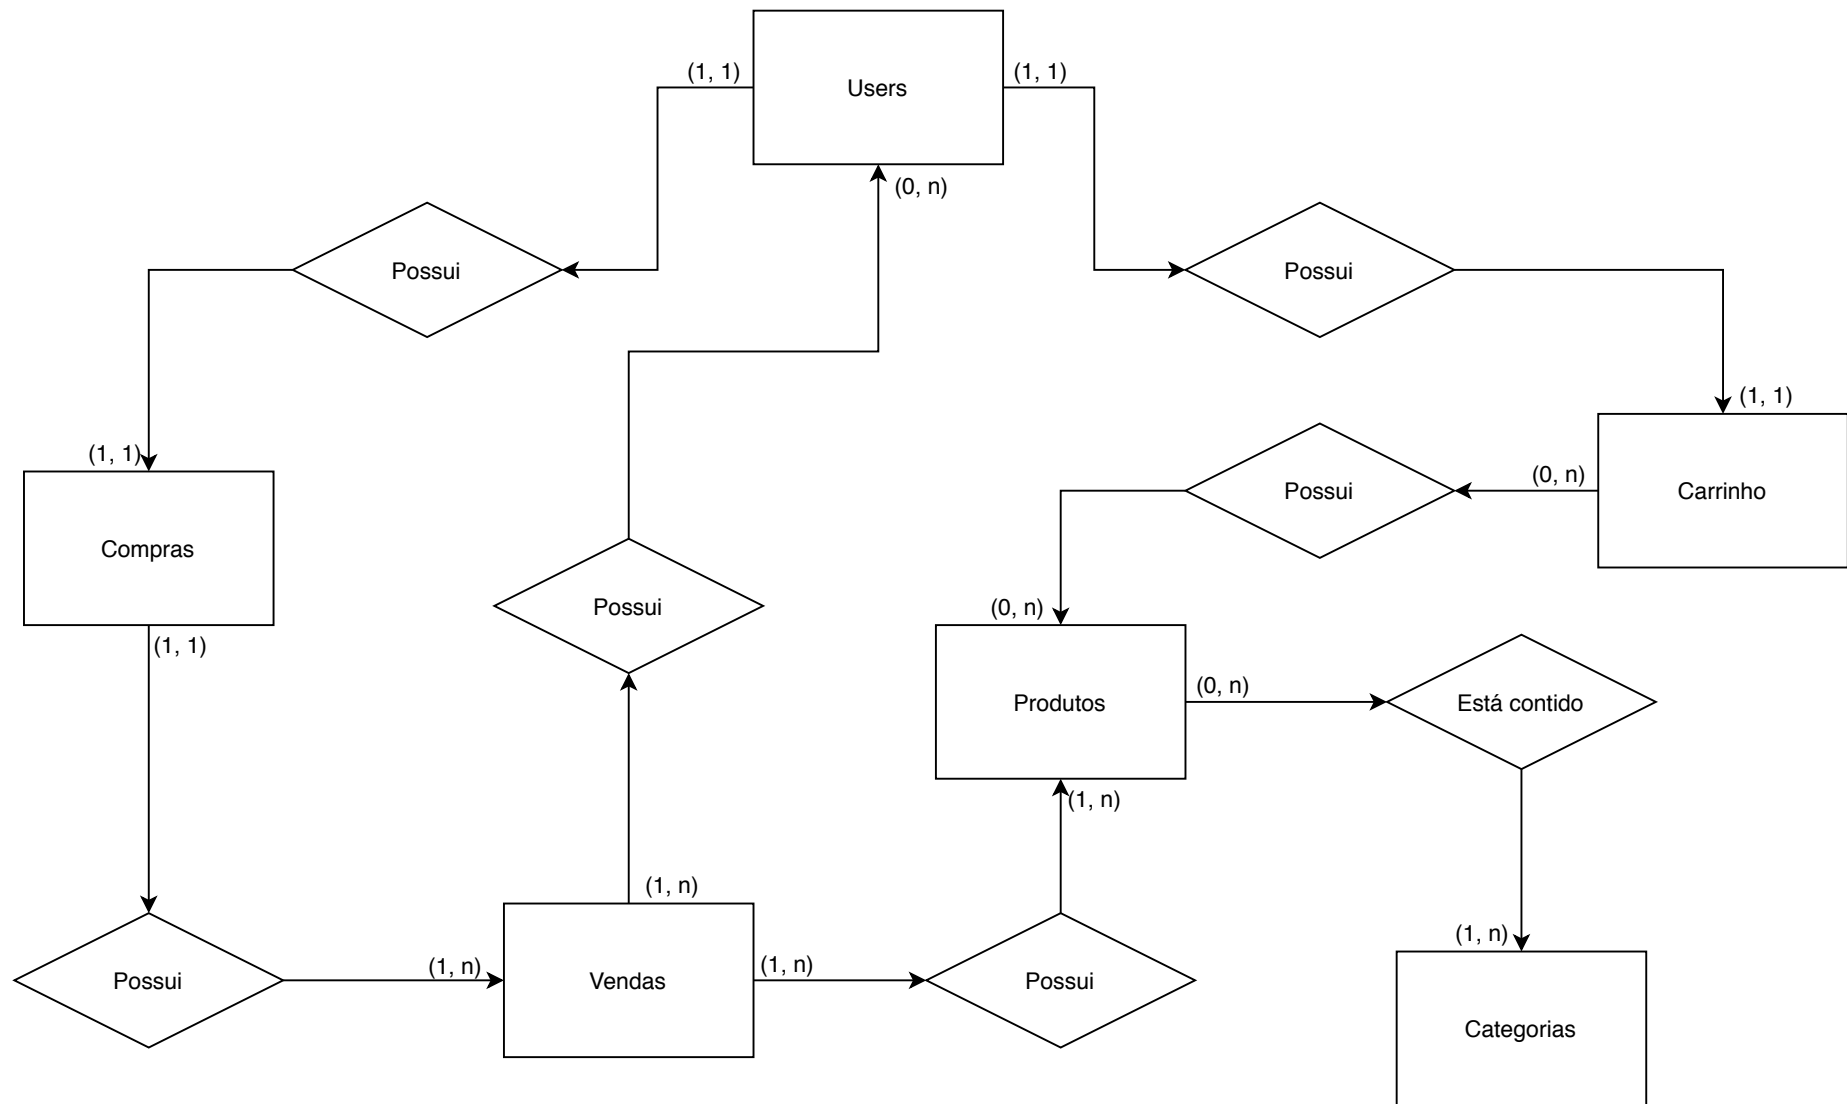 (1, 1)
Users
(1, 1)
(0, n)
Possui
Possui
(1, 1)
(1, 1)
Possui
(0, n)
Carrinho
Compras
Possui
(0, n)
(1, 1)
Produtos
(0, n)
Está contido
(1, n)
(1, n)
(1, n)
Possui
(1, n)
Vendas
(1, n)
Possui
Categorias